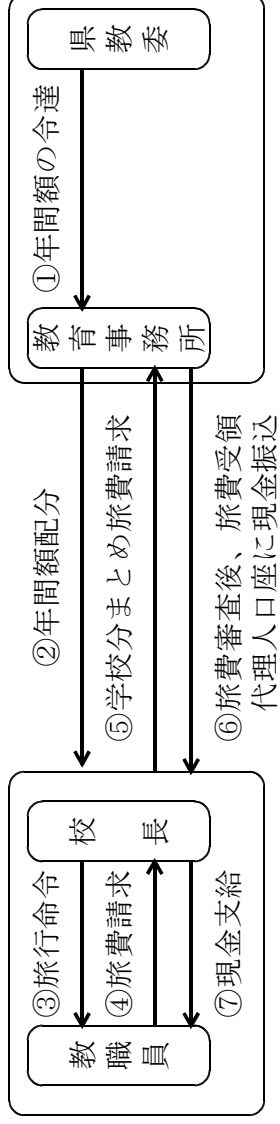 県教委
①年間額の令達
教育事務所
②年間額配分
⑤学校分まとめ旅費請求
⑥旅費審査後、旅費受領
代理人口座に現金振込
校長
③旅行命令
④旅費請求
⑦現金支給
教職員